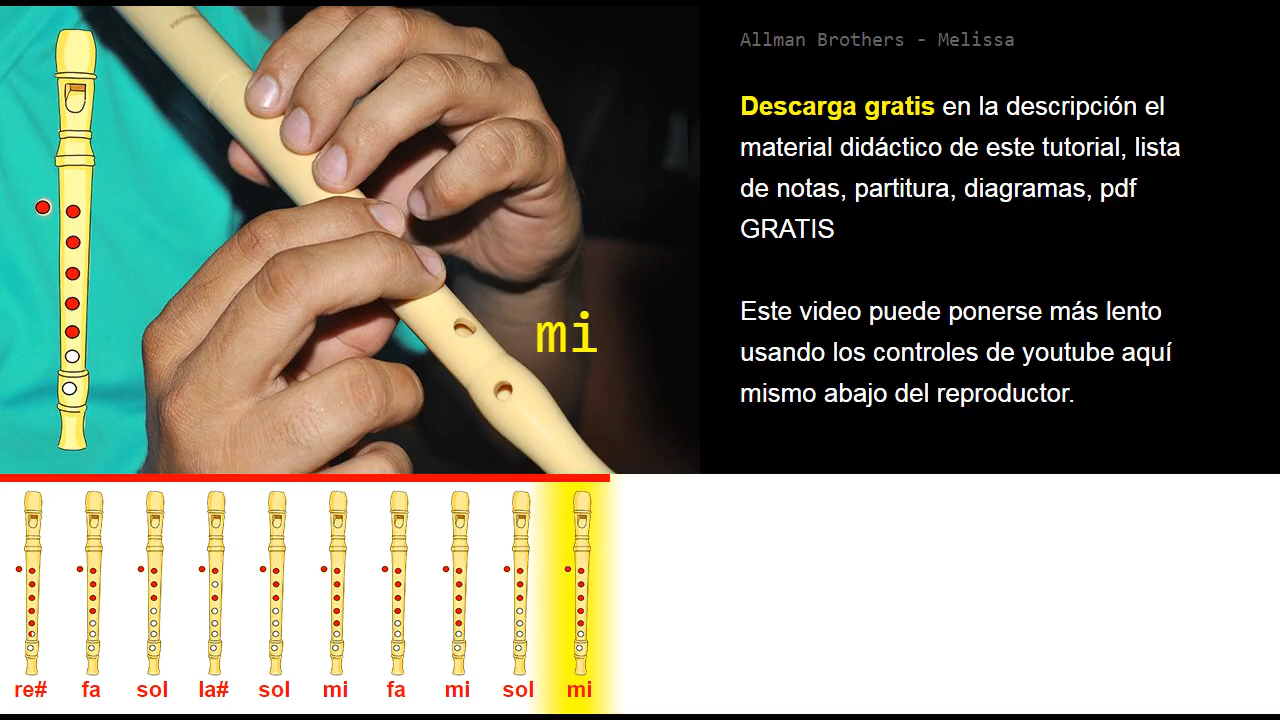 Allman Brothers - Melissa
Descarga gratis en la descripción el
material didáctico de este tutorial, lista
de notas, partitura, diagramas, pdf
GRATIS
Este video puede ponerse más lento
usando los controles de youtube aquí
mismo abajo del reproductor.
mi
re# fa sol la# sol mi fa mi sol mi